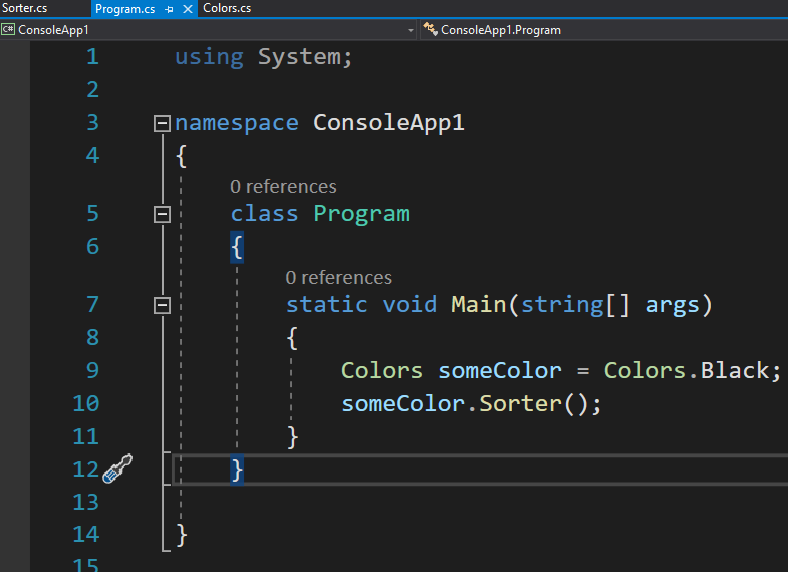 Sorter.cs Program.cs Colors.cs
C# ConsoleApp1 ConsoleApp1.Program
1 using System;
2
3 namespace ConsoleApp1
4 {
0 references
5 class Program
6 {
0 references
7 static void Main(string[] args)
8 {
9 Colors someColor = Colors.Black;
10 someColor.Sorter();
11 }
12 }
13
14 }
15